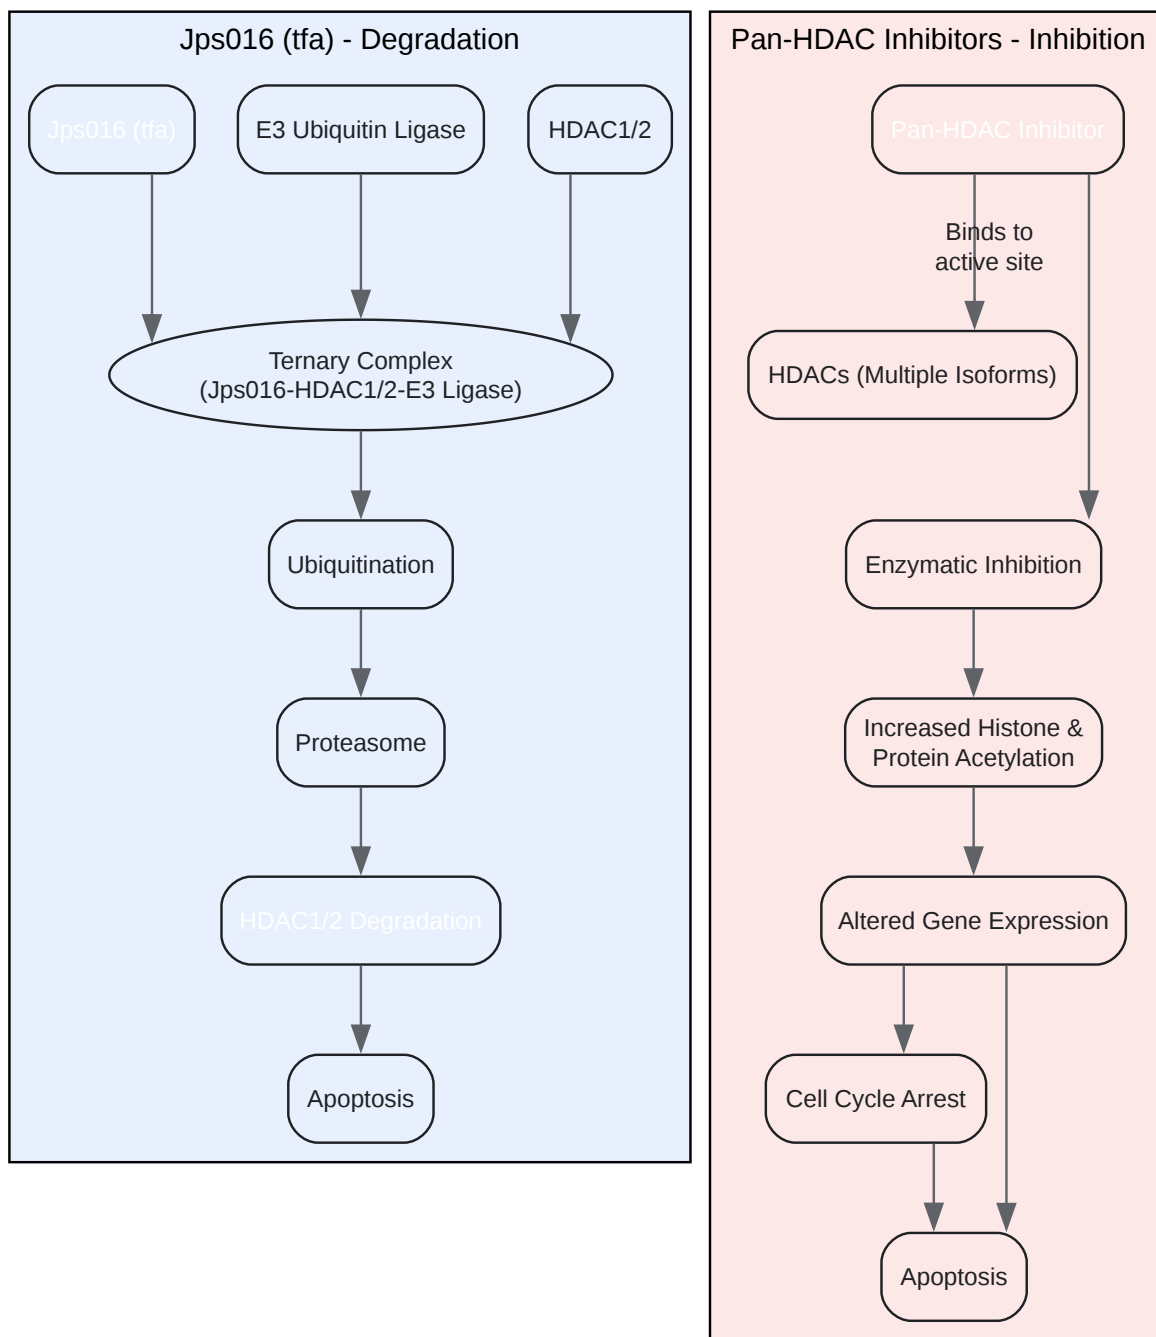 Jps016 (tfa) - Degradation
Jps016 (tfa)
E3 Ubiquitin Ligase
HDAC1/2
Ternary Complex
(Jps016-HDAC1/2-E3 Ligase)
Ubiquitination
Proteasome
HDAC1/2 Degradation
Apoptosis
Pan-HDAC Inhibitors - Inhibition
Pan-HDAC Inhibitor
Binds to
active site
HDACs (Multiple Isoforms)
Enzymatic Inhibition
Increased Histone &
Protein Acetylation
Altered Gene Expression
Cell Cycle Arrest
Apoptosis